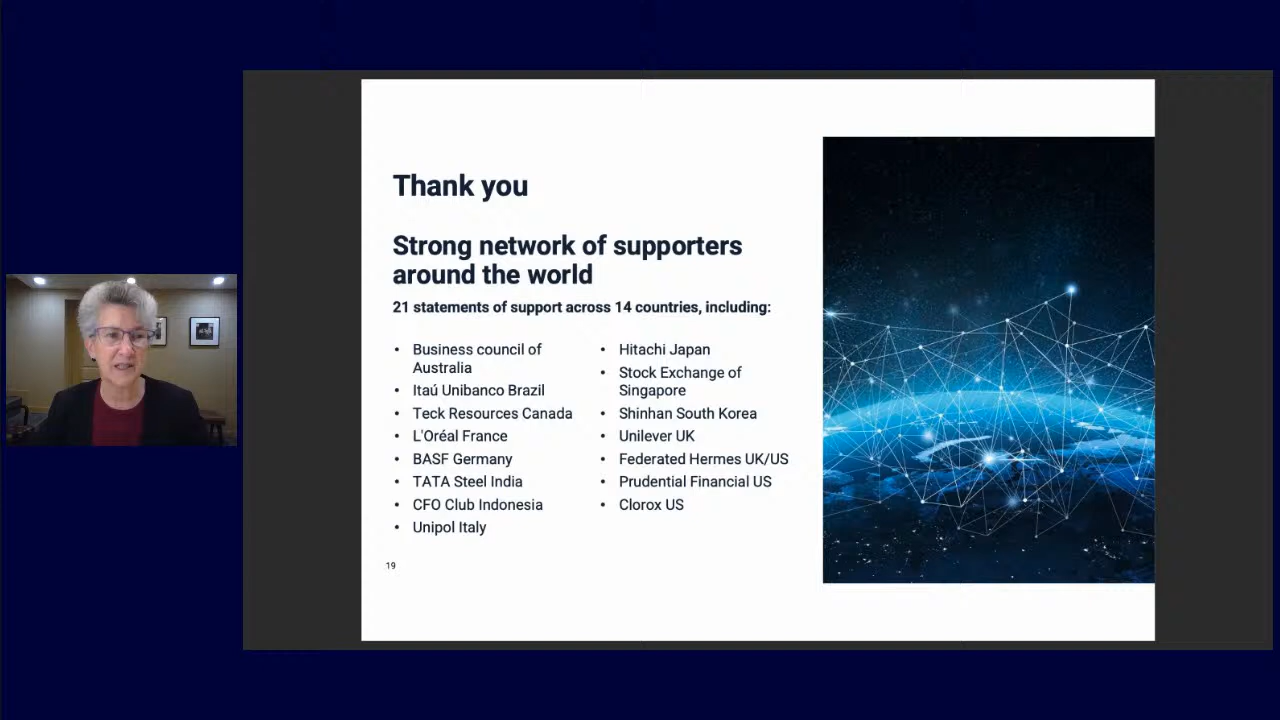 Thank you
Strong network of supporters
around the world
21 statements of support across 14 countries, including:
• Business council of
Australia
• Itaú Unibanco Brazil
• Teck Resources Canada
• L'Oréal France
• BASF Germany
• TATA Steel India
• CFO Club Indonesia
• Unipol Italy
• Hitachi Japan
• Stock Exchange of
Singapore
• Shinhan South Korea
• Unilever UK
• Federated Hermes UK/US
• Prudential Financial US
• Clorox US
19